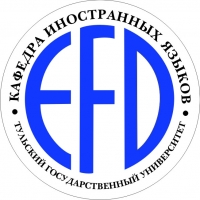 • КАФЕДРА ИНОСТРАННЫХ ЯЗЫКОВ •
EFD
ТУЛЬСКИЙ ГОСУДАРСТВЕННЫЙ УНИВЕРСИТЕТ